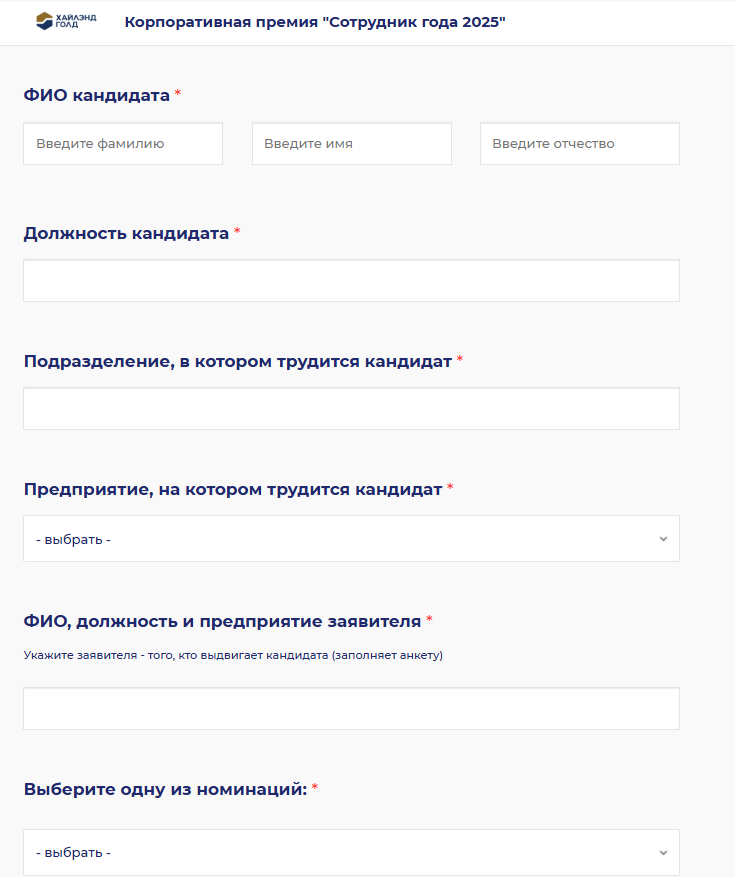 ХАЙЛЭНД
ГОЛД
Корпоративная премия "Сотрудник года 2025"
ФИО кандидата *
Введите фамилию Введите имя Введите отчество
Должность кандидата *
Подразделение, в котором трудится кандидат *
Предприятие, на котором трудится кандидат *
- выбрать -
ФИО, должность и предприятие заявителя *
Укажите заявителя - того, кто выдвигает кандидата (заполняет анкету)
Выберите одну из номинаций: *
- выбрать -